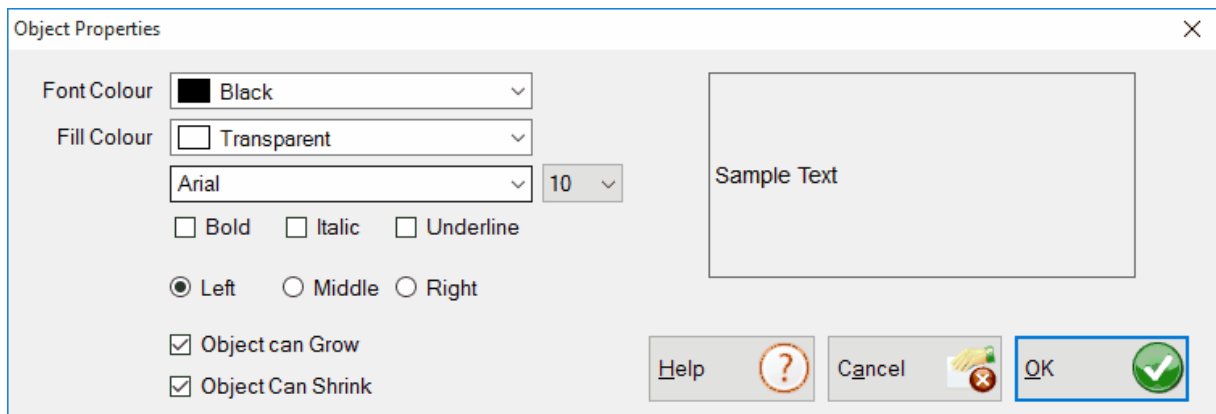 Object Properties
Font Colour Black
Fill Colour Transparent
Arial 10
Bold Italic Underline
Left Middle Right
Object can Grow
Object Can Shrink
Sample Text
Help Cancel OK